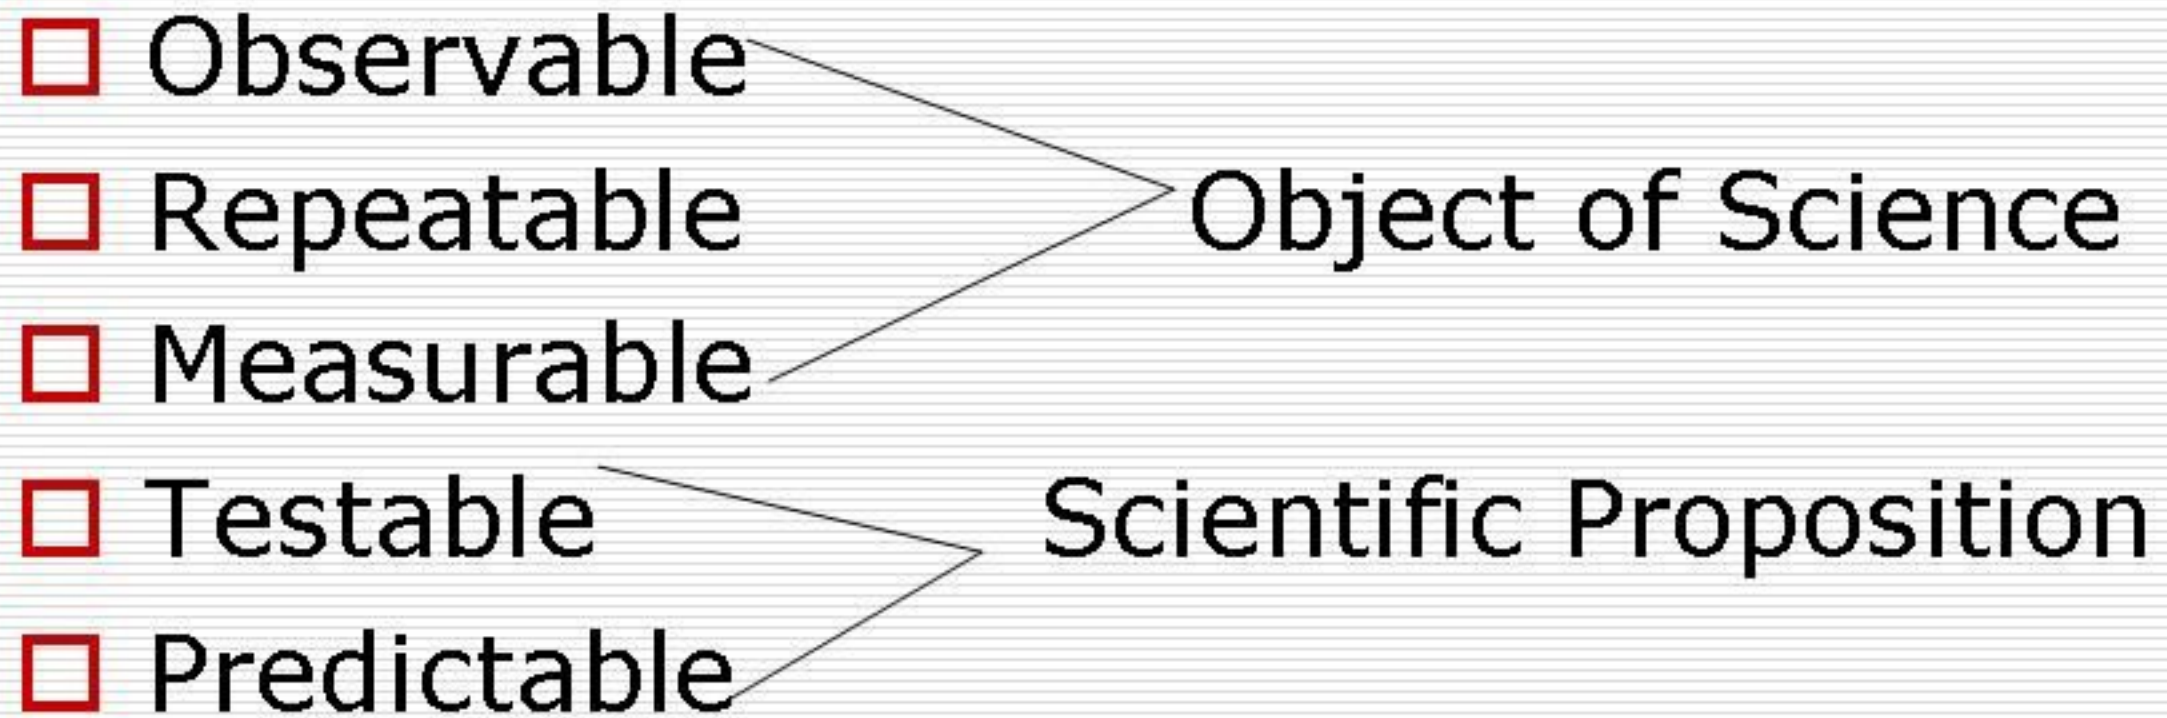 Observable
Repeatable
Measurable
Object of Science
Testable
Predictable
Scientific Proposition